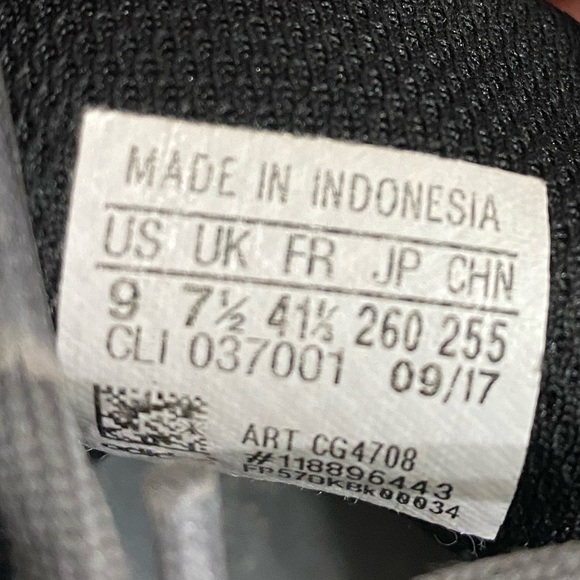 MADE IN INDONESIA
US UK FR JP CHN
9 7½ 41⅓ 260 255
CLI 037001 09/17
ART CG4708
#118896443